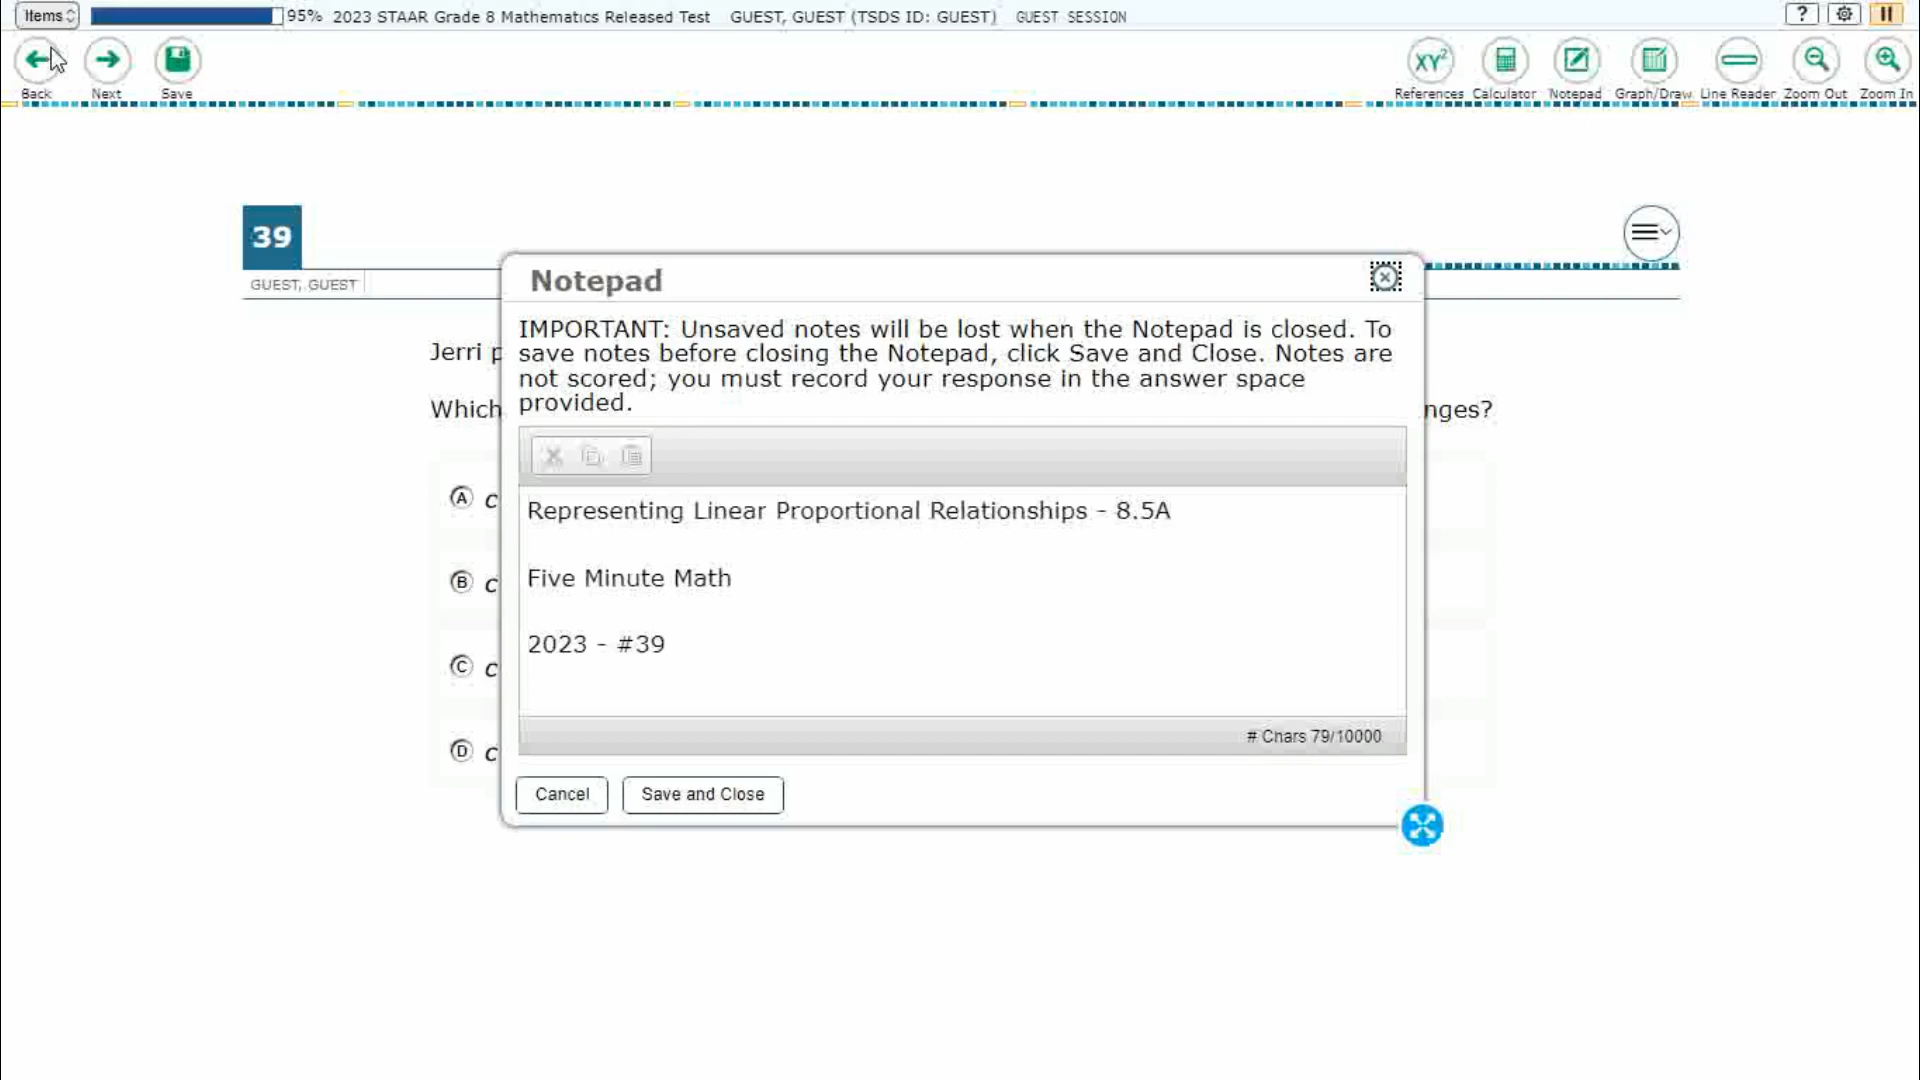 Items 95% 2023 STAAR Grade 8 Mathematics Released Test GUEST, GUEST (TSDS ID: GUEST) GUEST SESSION ?
Back Next Save References Calculator Notepad Graph/Draw Line Reader Zoom Out Zoom In
XY²
39
GUEST, GUEST
Notepad
IMPORTANT: Unsaved notes will be lost when the Notepad is closed. To
save notes before closing the Notepad, click Save and Close. Notes are
not scored; you must record your response in the answer space
provided.
Jerri p
Which
nges?
Representing Linear Proportional Relationships - 8.5A
Five Minute Math
2023 - #39
# Chars 79/10000
Cancel Save and Close
A c
B c
C c
D c